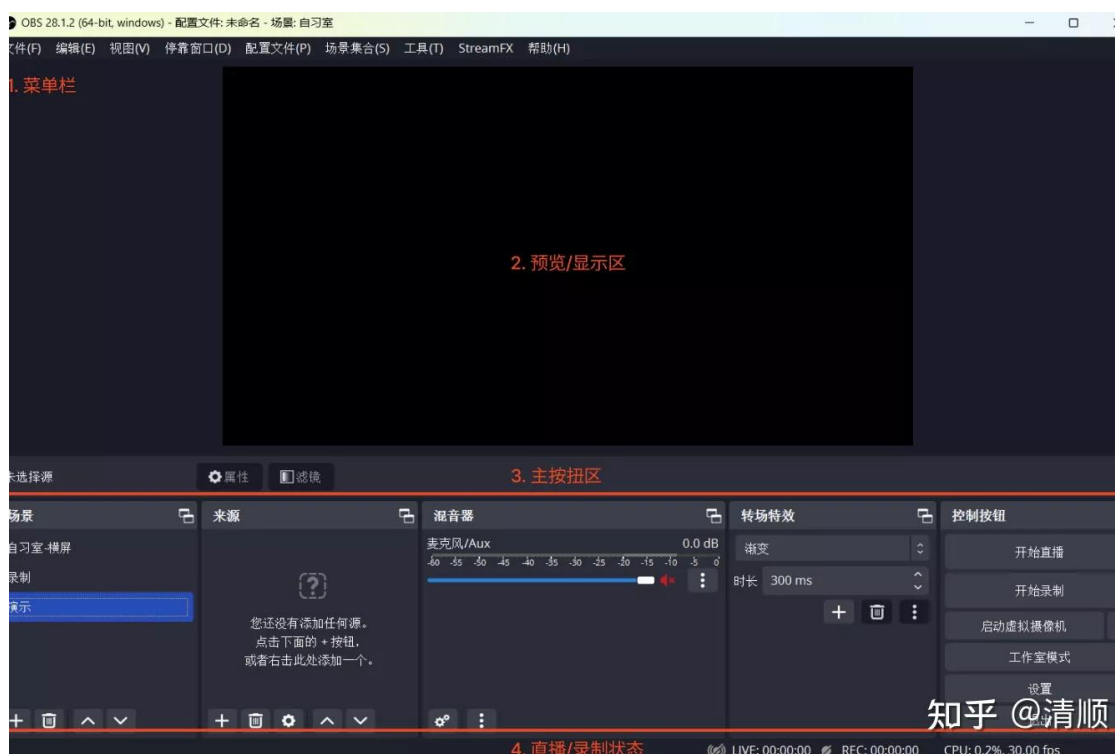 OBS 28.1.2 (64-bit, windows) - 配置文件: 未命名 - 场景: 自习室
文件(F) 编辑(E) 视图(V) 停靠窗口(D) 配置文件(P) 场景集合(S) 工具(T) StreamFX 帮助(H)
1. 菜单栏
2. 预览/显示区
未选择源 属性 滤镜 3. 主按扭区
场景 来源 混音器 转场特效 控制按钮
自习室-横屏
录制
演示
您还没有添加任何源。
点击下面的 + 按钮,
或者右击此处添加一个。
麦克风/Aux 0.0 dB
-60 -55 -50 -45 -40 -35 -30 -25 -20 -15 -10 -5 0
渐变
时长 300 ms
开始直播
开始录制
启动虚拟摄像机
工作室模式
设置
知乎 @清顺
4. 直播/录制状态 LIVE: 00:00:00 REC: 00:00:00 CPU: 0.2%, 30.00 fps